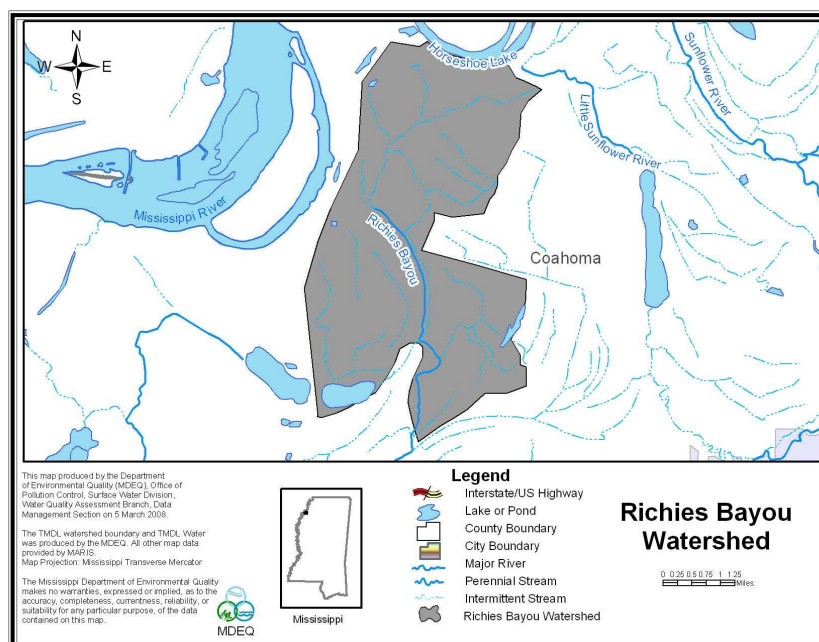 N
W E
S
Horseshoe Lake
Sunflower River
Little Sunflower River
Mississippi River
Richies Bayou
Coahoma
This map produced by the Department
of Environmental Quality (MDEQ), Office of
Pollution Control, Surface Water Division,
Water Quality Assessment Branch, Data
Management Section on 5 March 2008.
The TMDL watershed boundary and TMDL Water
was produced by the MDEQ. All other map data
provided by MARIS.
Map Projection: Mississippi Transverse Mercator
The Mississippi Department of Environmental Quality
makes no warranties, expressed or implied, as to the
accuracy, completeness, currentness, reliability, or
suitability for any particular purpose, of the data
contained on this map.
MDEQ
Mississippi
Legend
Interstate/US Highway
Lake or Pond
County Boundary
City Boundary
Major River
Perennial Stream
Intermittent Stream
Richies Bayou Watershed
Richies Bayou
Watershed
0 0.25 0.5 0.75 1 1.25
Miles